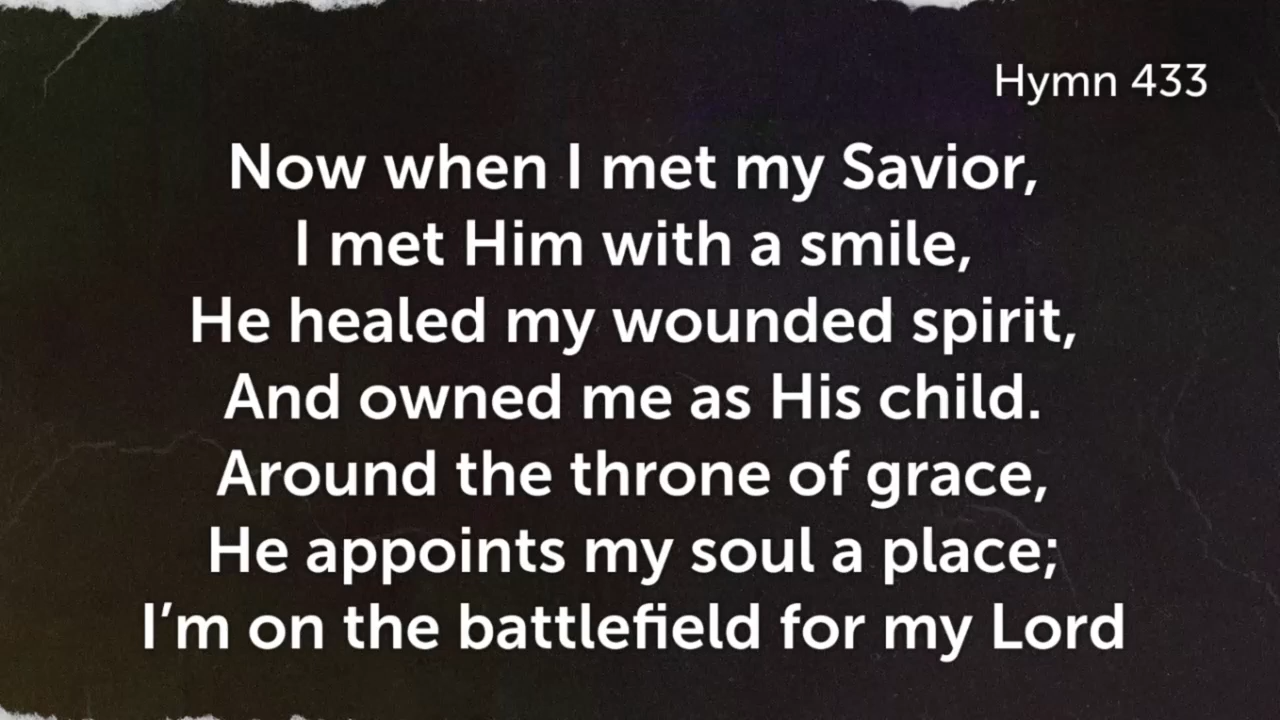 Hymn 433
Now when I met my Savior,
I met Him with a smile,
He healed my wounded spirit,
And owned me as His child.
Around the throne of grace,
He appoints my soul a place;
I’m on the battlefield for my Lord